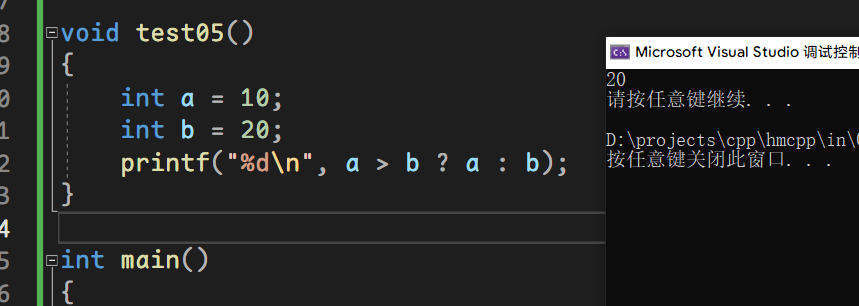 8 void test05()
9 {
0 int a = 10;
1 int b = 20;
2 printf("%d\n", a > b ? a : b);
3 }
4
5 int main()
6 {
Microsoft Visual Studio 调试控制
20
请按任意键继续. . .
D:\projects\cpp\hmcpp\in\
按任意键关闭此窗口. . .